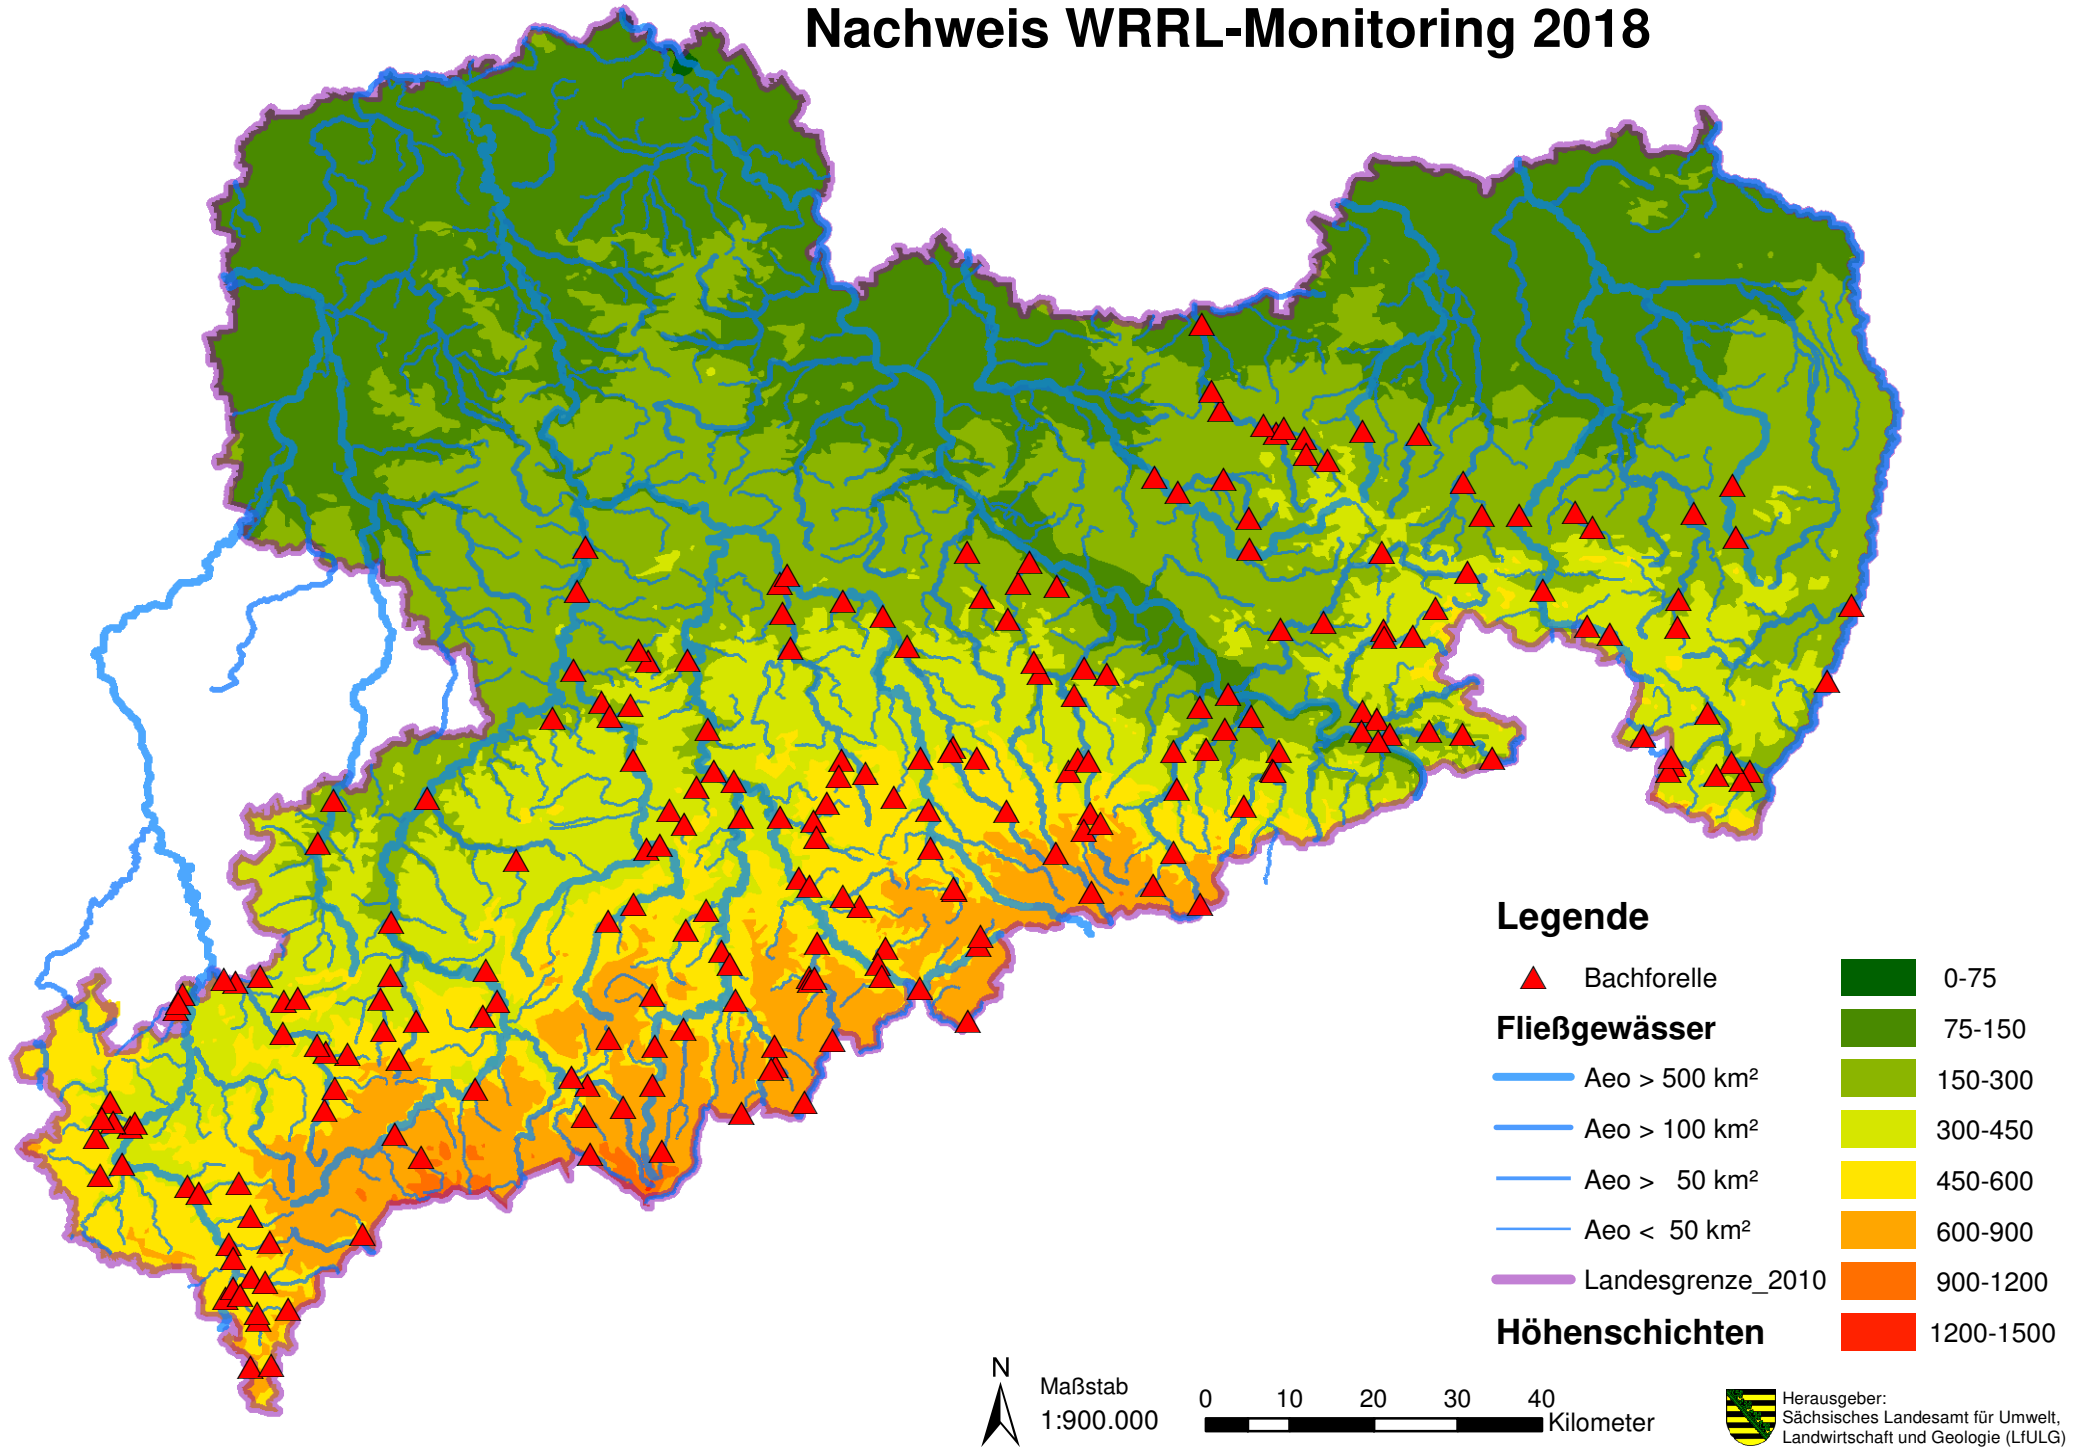 Nachweis WRRL-Monitoring 2018
Legende
Bachforelle
Fließgewässer
Aeo > 500 km²
Aeo > 100 km²
Aeo > 50 km²
Aeo < 50 km²
Landesgrenze_2010
Höhenschichten
0-75
75-150
150-300
300-450
450-600
600-900
900-1200
1200-1500
N
Maßstab
1:900.000
0 10 20 30 40
Kilometer
Herausgeber:
Sächsisches Landesamt für Umwelt,
Landwirtschaft und Geologie (LfULG)